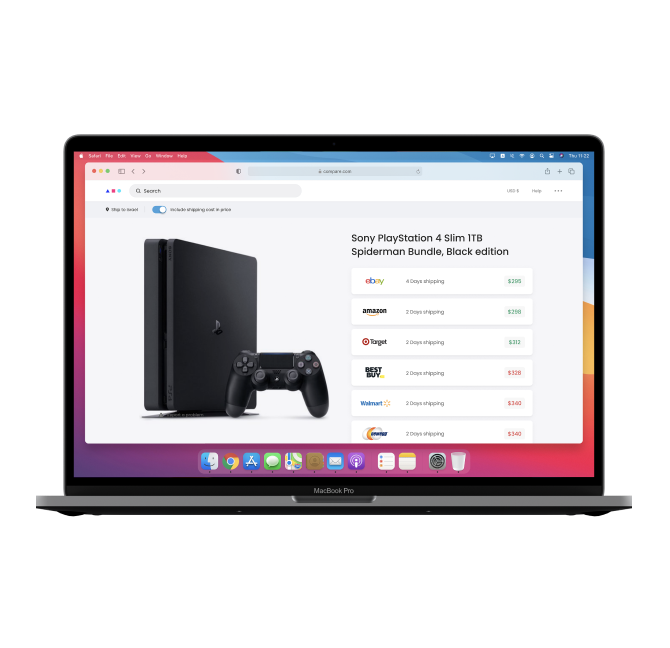 Safari File Edit View Go Window Help
Thu 11:22
compare.com
Search
USD $ Help
Ship to Israel
Include shipping cost in price
Sony PlayStation 4 Slim 1TB
Spiderman Bundle, Black edition
ebay 4 Days shipping $295
amazon 2 Days shipping $298
Target 2 Days shipping $313
BEST
BUY 2 Days shipping $328
Walmart 2 Days shipping $340
2 Days shipping $340
MacBook Pro